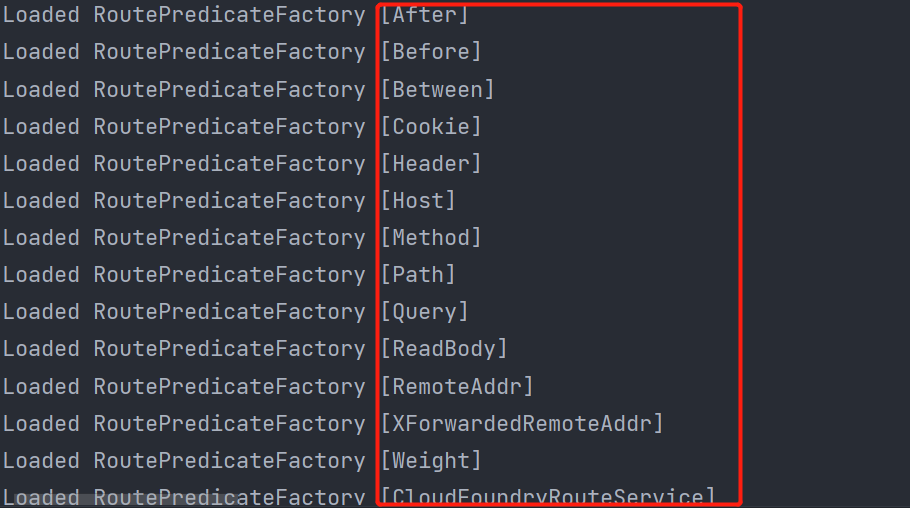 Loaded RoutePredicateFactory [After]
Loaded RoutePredicateFactory [Before]
Loaded RoutePredicateFactory [Between]
Loaded RoutePredicateFactory [Cookie]
Loaded RoutePredicateFactory [Header]
Loaded RoutePredicateFactory [Host]
Loaded RoutePredicateFactory [Method]
Loaded RoutePredicateFactory [Path]
Loaded RoutePredicateFactory [Query]
Loaded RoutePredicateFactory [ReadBody]
Loaded RoutePredicateFactory [RemoteAddr]
Loaded RoutePredicateFactory [XForwardedRemoteAddr]
Loaded RoutePredicateFactory [Weight]
Loaded RoutePredicateFactory [CloudFoundryRouteService]